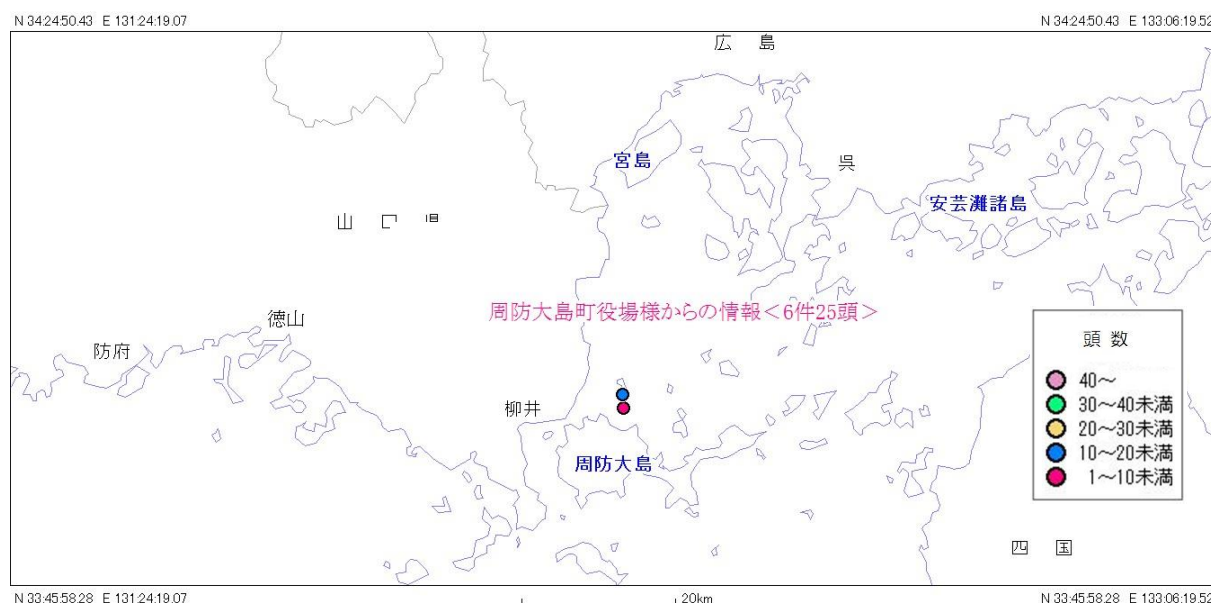 N 34:24:50.43 E 131:24:19.07
N 34:24:50.43 E 133:06:19.52
広 島
宮島
呉
安芸灘諸島
山 口 県
周防大島町役場様からの情報＜6件25頭＞
徳山
防府
柳井
周防大島
頭 数
40～
30～40未満
20～30未満
10～20未満
1～10未満
四 国
N 33:45:58.28 E 131:24:19.07
20km
N 33:45:58.28 E 133:06:19.52